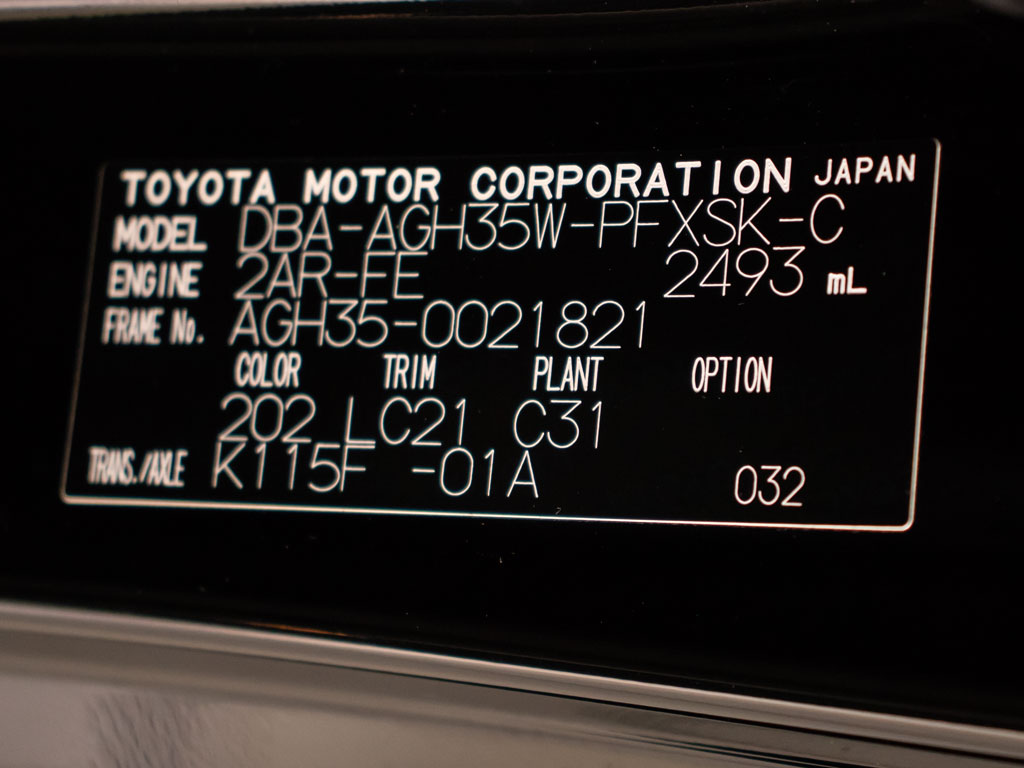 TOYOTA MOTOR CORPORATION JAPAN
MODEL DBA-AGH35W-PFXSK-C
ENGINE 2AR-FE 2493 mL
FRAME No. AGH35-0021821
COLOR TRIM PLANT OPTION
202 LC21 C31
TRANS./AXLE K115F -01A 032